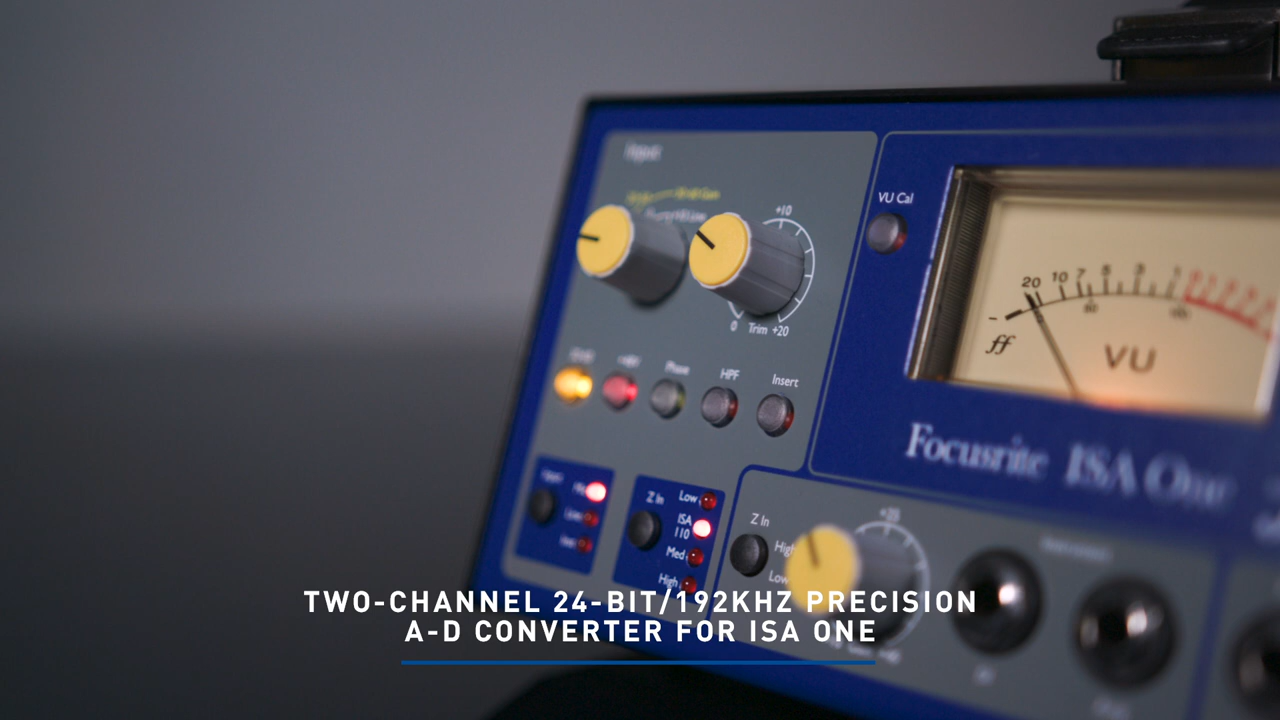 Input
VU Cal
+10
0 Trim +20
20 10 7 5 3 1
-
ff
VU
Phase
HPF
Insert
Focusrite ISA One
Z In
Low
ISA
110
Med
High
Z In
High
Low
TWO-CHANNEL 24-BIT/192KHZ PRECISION
A-D CONVERTER FOR ISA ONE